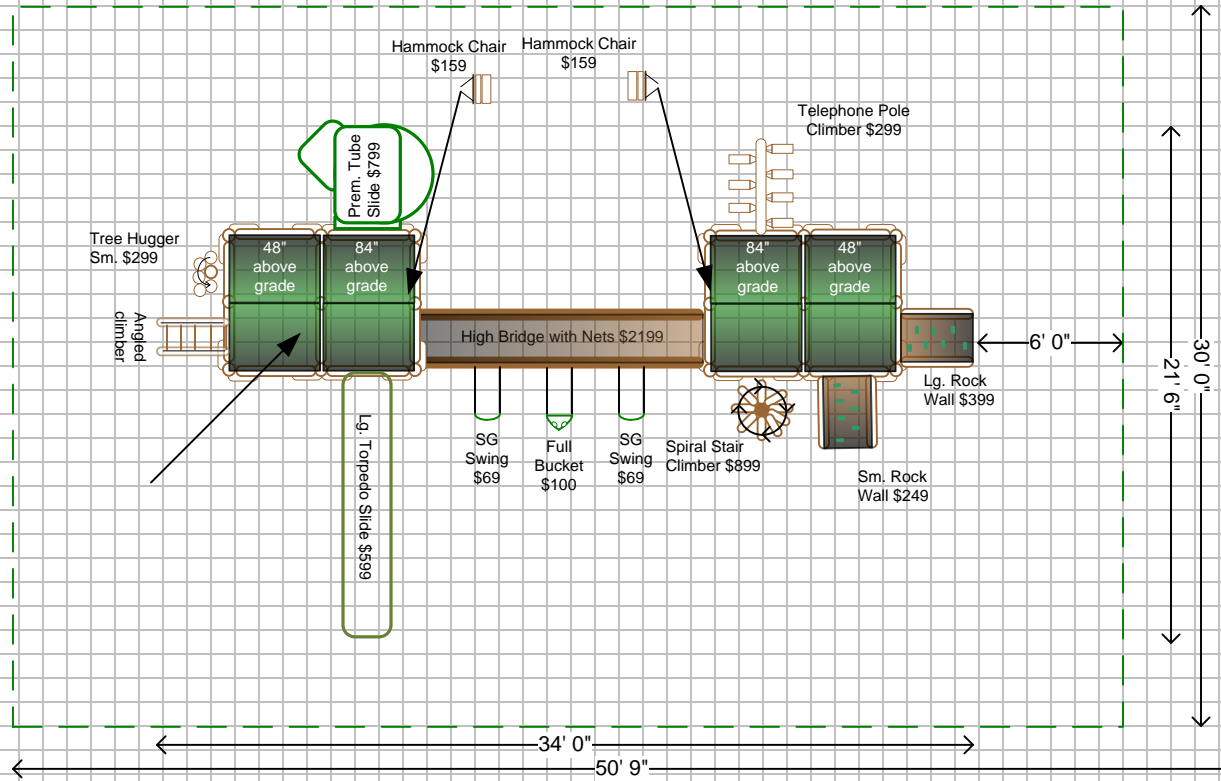 Hammock Chair
$159
Hammock Chair
$159
Telephone Pole
Climber $299
Prem. Tube
Slide $799
Tree Hugger
Sm. $299
48"
above
grade
84"
above
grade
84"
above
grade
48"
above
grade
Angled
climber
High Bridge with Nets $2199
6' 0"
30' 0"
21' 6"
Lg. Rock
Wall $399
Lg. Torpedo Slide $599
SG
Swing
$69
Full
Bucket
$100
SG
Swing
$69
Spiral Stair
Climber $899
Sm. Rock
Wall $249
34' 0"
50' 9"